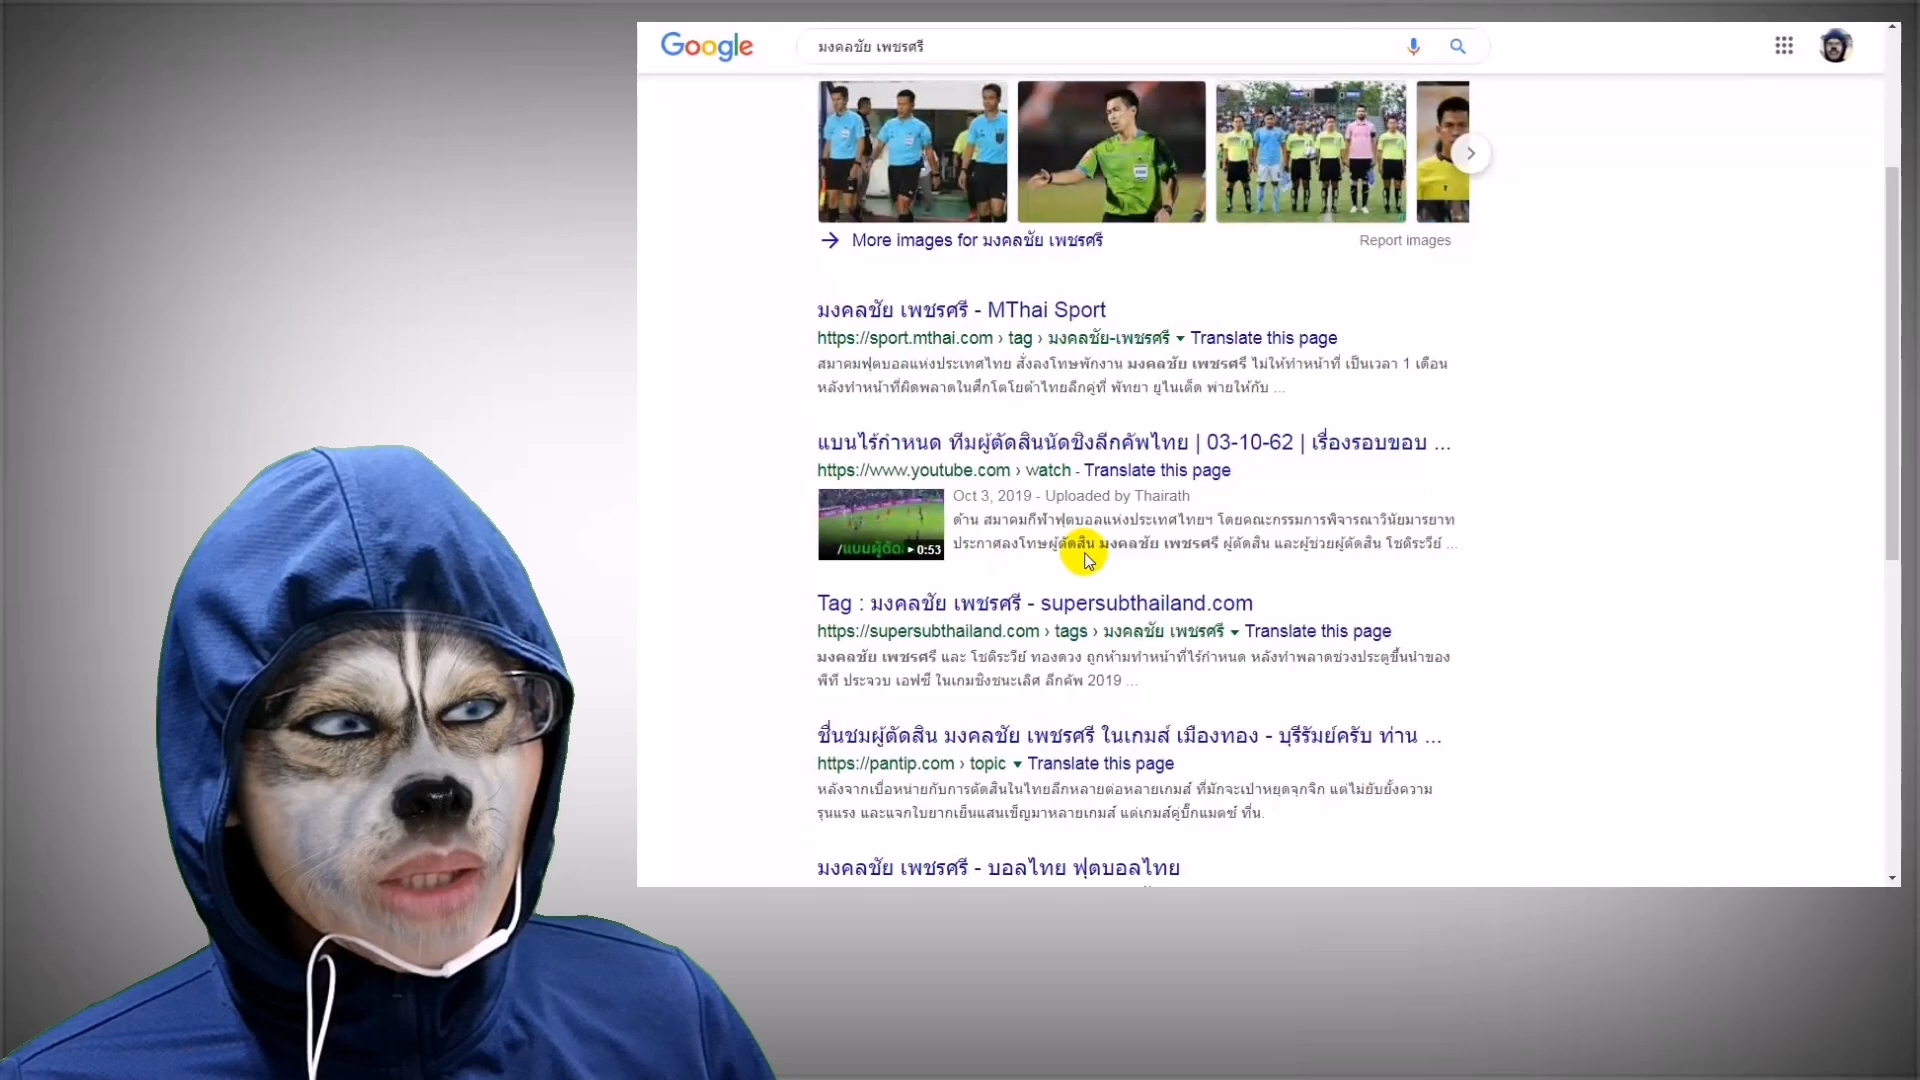 Google
มงคลชัย เพชรศรี
More images for มงคลชัย เพชรศรี
Report images
มงคลชัย เพชรศรี - MThai Sport
https://sport.mthai.com › tag › มงคลชัย-เพชรศรี ▾ Translate this page
สมาคมฟุตบอลแห่งประเทศไทย สั่งลงโทษพักงาน มงคลชัย เพชรศรี ไม่ให้ทำหน้าที่ เป็นเวลา 1 เดือน
หลังทำหน้าที่ผิดพลาดในศึกโตโยต้าไทยลีกคู่ที่ พัทยา ยูไนเต็ด พ่ายให้กับ ...
แบนไร้กำหนด ทีมผู้ตัดสินนัดชิงลีกคัพไทย | 03-10-62 | เรื่องรอบขอบ ...
https://www.youtube.com › watch - Translate this page
Oct 3, 2019 - Uploaded by Thairath
ด้าน สมาคมกีฬาฟุตบอลแห่งประเทศไทยฯ โดยคณะกรรมการพิจารณาวินัยมารยาท
ประกาศลงโทษผู้ตัดสิน มงคลชัย เพชรศรี ผู้ตัดสิน และผู้ช่วยผู้ตัดสิน โชติระวีย์ ...
/แบนผู้ตัด ▸ 0:53
Tag : มงคลชัย เพชรศรี - supersubthailand.com
https://supersubthailand.com › tags › มงคลชัย เพชรศรี ▾ Translate this page
มงคลชัย เพชรศรี และ โชติระวีย์ ทองดวง ถูกห้ามทำหน้าที่ไร้กำหนด หลังทำพลาดช่วงประตูขึ้นนำของ
พีที ประจวบ เอฟซี ในเกมชิงชนะเลิศ ลีกคัพ 2019 ...
ชื่นชมผู้ตัดสิน มงคลชัย เพชรศรี ในเกมส์ เมืองทอง - บุรีรัมย์ครับ ท่าน ...
https://pantip.com › topic ▾ Translate this page
หลังจากเบื่อหน่ายกับการตัดสินในไทยลีกหลายต่อหลายเกมส์ ที่มักจะเป่าหยุดจุกจิก แต่ไม่ยับยั้งความ
รุนแรง และแจกใบยากเย็นแสนเข็ญมาหลายเกมส์ แต่เกมส์คู่บิ๊กแมตช์ ที่น.
มงคลชัย เพชรศรี - บอลไทย ฟุตบอลไทย